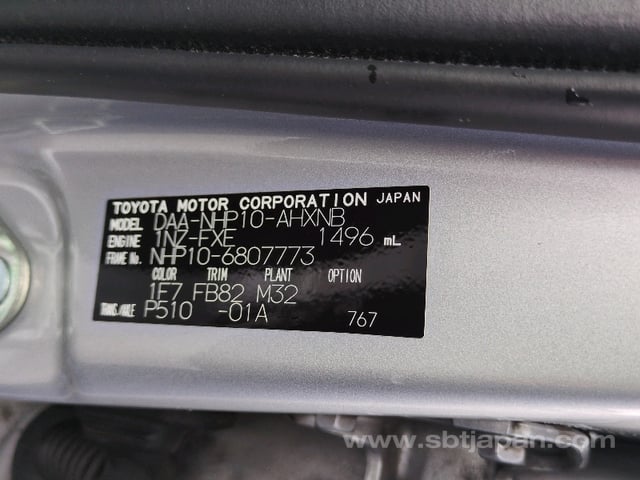 TOYOTA MOTOR CORPORATION JAPAN
MODEL DAA-NHP10-AHXNB
ENGINE 1NZ-FXE 1496 mL
FRAME No. NHP10-6807773
COLOR TRIM PLANT OPTION
1F7 FB82 M32
TRANS/AXLE P510 -01A 767
www.sbtjapan.com